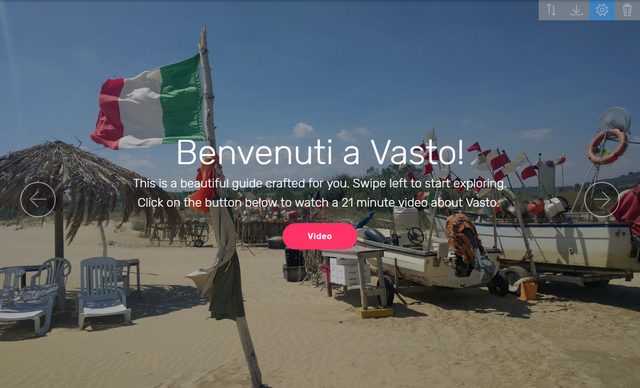 Benvenuti a Vasto!
This is a beautiful guide crafted for you. Swipe left to start exploring.
Click on the button below to watch a 21 minute video about Vasto.
Video